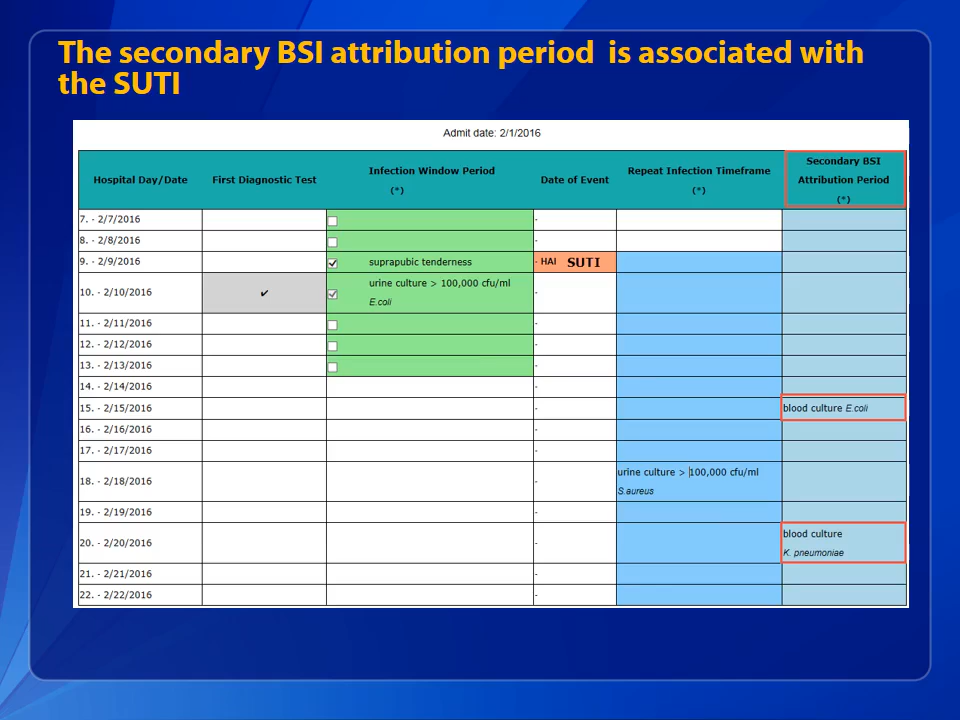 The secondary BSI attribution period  is associated with
the SUTI
Admit date: 2/1/2016
Hospital Day/Date
First Diagnostic Test
Infection Window Period
(*)
Date of Event
Repeat Infection Timeframe
(*)
Secondary BSI
Attribution Period
(*)
7. - 2/7/2016
-
8. - 2/8/2016
-
9. - 2/9/2016
✔
suprapubic tenderness
- HAI SUTI
10. - 2/10/2016
✔
✔
urine culture > 100,000 cfu/ml
E.coli
-
11. - 2/11/2016
-
12. - 2/12/2016
-
13. - 2/13/2016
-
14. - 2/14/2016
-
15. - 2/15/2016
-
blood culture E.coli
16. - 2/16/2016
-
17. - 2/17/2016
-
18. - 2/18/2016
-
urine culture > 100,000 cfu/ml
S.aureus
19. - 2/19/2016
-
20. - 2/20/2016
-
blood culture
K. pneumoniae
21. - 2/21/2016
-
22. - 2/22/2016
-